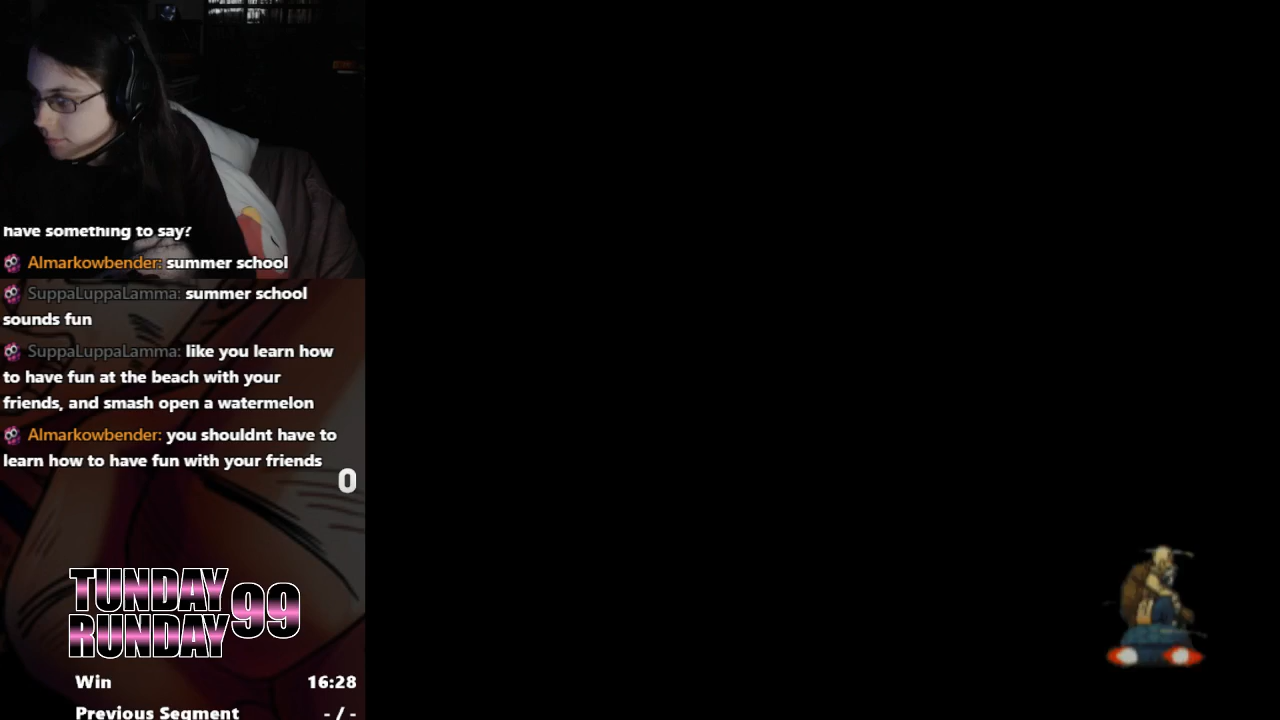 have something to say?
Almarkowbender: summer school
SuppaLuppaLamma: summer school
sounds fun
SuppaLuppaLamma: like you learn how
to have fun at the beach with your
friends, and smash open a watermelon
Almarkowbender: you shouldnt have to
learn how to have fun with your friends
0
TUNDAY
RUNDAY 99
Win 16:28
Previous Segment - / -